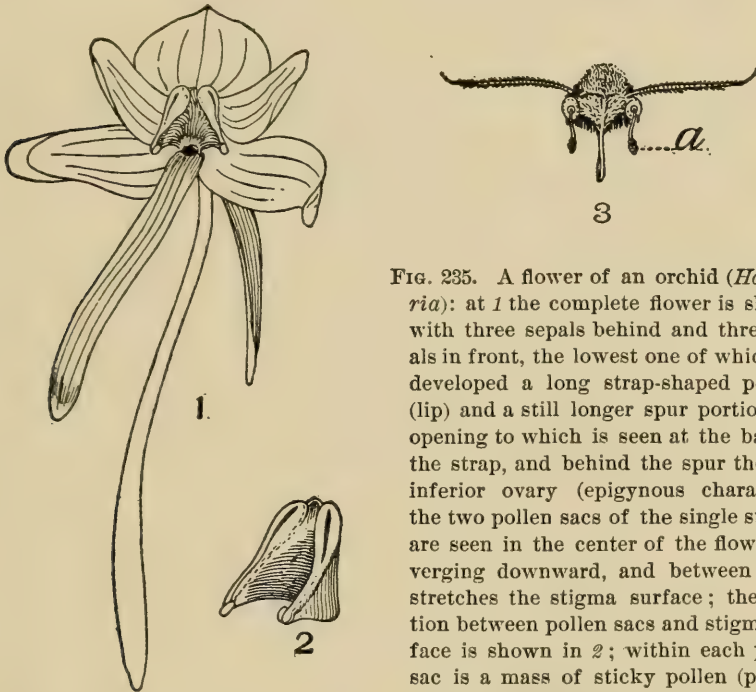 a.
3
1
2
FIG. 235. A flower of an orchid (Ha
ria): at 1 the complete flower is s
with three sepals behind and thre
als in front, the lowest one of whic
developed a long strap-shaped p
(lip) and a still longer spur portio
opening to which is seen at the ba
the strap, and behind the spur th
inferior ovary (epigynous chara
the two pollen sacs of the single s
are seen in the center of the flow
verging downward, and between
stretches the stigma surface; the
tion between pollen sacs and stigm
face is shown in 2; within each
sac is a mass of sticky pollen (p